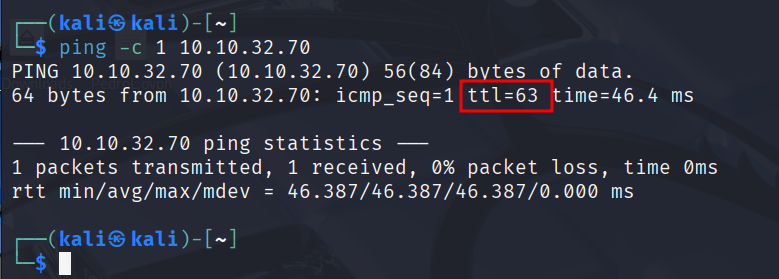 ┌──(kali㉿kali)-[~]
└─$ ping -c 1 10.10.32.70
PING 10.10.32.70 (10.10.32.70) 56(84) bytes of data.
64 bytes from 10.10.32.70: icmp_seq=1 ttl=63 time=46.4 ms

--- 10.10.32.70 ping statistics ---
1 packets transmitted, 1 received, 0% packet loss, time 0ms
rtt min/avg/max/mdev = 46.387/46.387/46.387/0.000 ms

┌──(kali㉿kali)-[~]
└─$